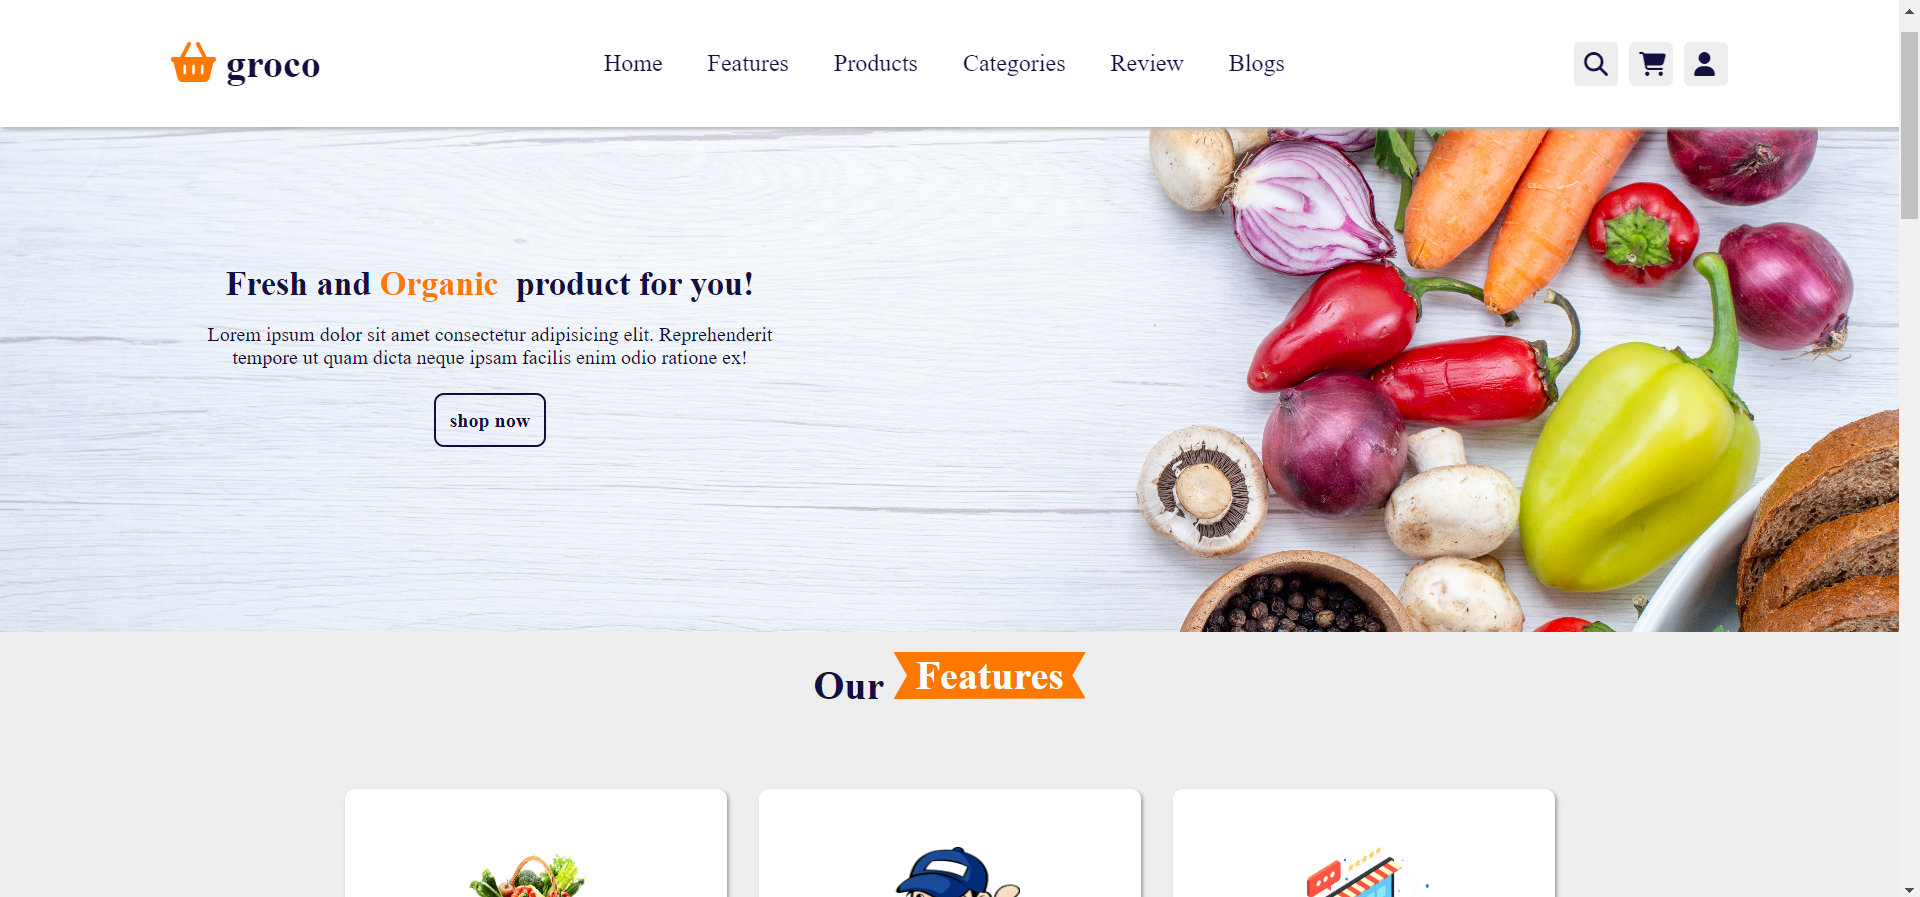 groco
Home Features Products Categories Review Blogs
Fresh and Organic product for you!
Lorem ipsum dolor sit amet consectetur adipisicing elit. Reprehenderit
tempore ut quam dicta neque ipsam facilis enim odio ratione ex!
shop now
Our Features